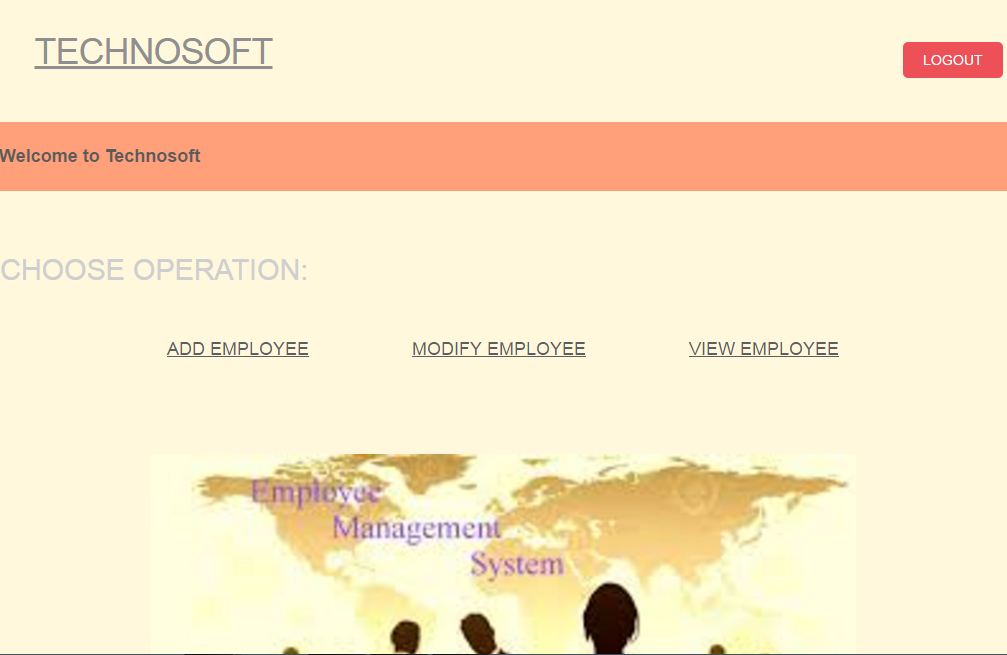 TECHNOSOFT
LOGOUT
Welcome to Technosoft
CHOOSE OPERATION:
ADD EMPLOYEE MODIFY EMPLOYEE VIEW EMPLOYEE
Employee
Management
System